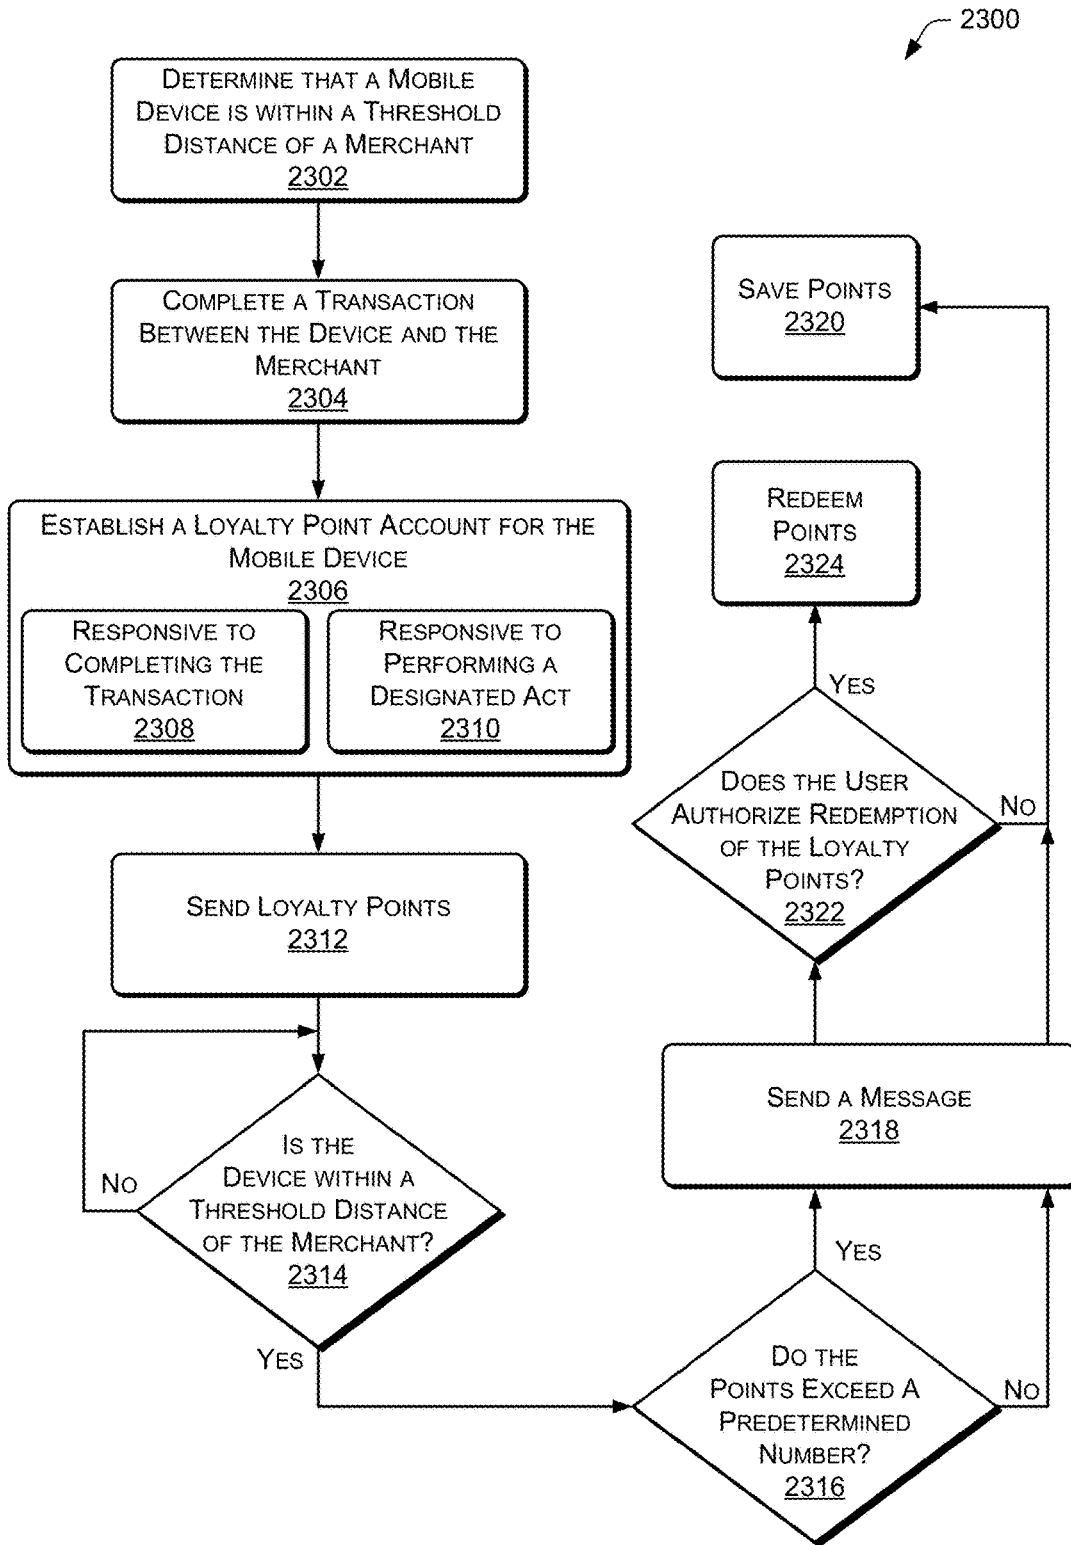 2300
DETERMINE THAT A MOBILE
DEVICE IS WITHIN A THRESHOLD
DISTANCE OF A MERCHANT
2302
COMPLETE A TRANSACTION
BETWEEN THE DEVICE AND THE
MERCHANT
2304
ESTABLISH A LOYALTY POINT ACCOUNT FOR THE
MOBILE DEVICE
2306
RESPONSIVE TO
COMPLETING THE
TRANSACTION
2308
RESPONSIVE TO
PERFORMING A
DESIGNATED ACT
2310
SEND LOYALTY POINTS
2312
IS THE
DEVICE WITHIN A
THRESHOLD DISTANCE
OF THE MERCHANT?
2314
NO
YES
DO THE
POINTS EXCEED A
PREDETERMINED
NUMBER?
2316
YES
NO
SEND A MESSAGE
2318
DOES THE USER
AUTHORIZE REDEMPTION
OF THE LOYALTY
POINTS?
2322
YES
NO
REDEEM
POINTS
2324
SAVE POINTS
2320